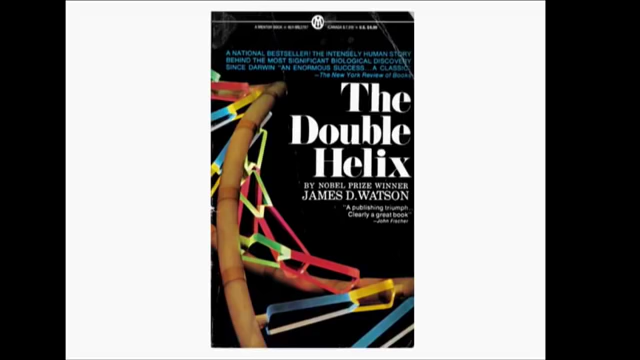 A NATIONAL BESTSELLER! THE INTENSELY HUMAN STORY
BEHIND THE MOST SIGNIFICANT BIOLOGICAL DISCOVERY
SINCE DARWIN "AN ENORMOUS SUCCESS... A CLASSIC.
—The New York Review of Books
The
Double
Helix
BY NOBEL PRIZE WINNER
JAMES D. WATSON
"A publishing triumph.
Clearly a great book"
—John Fischer